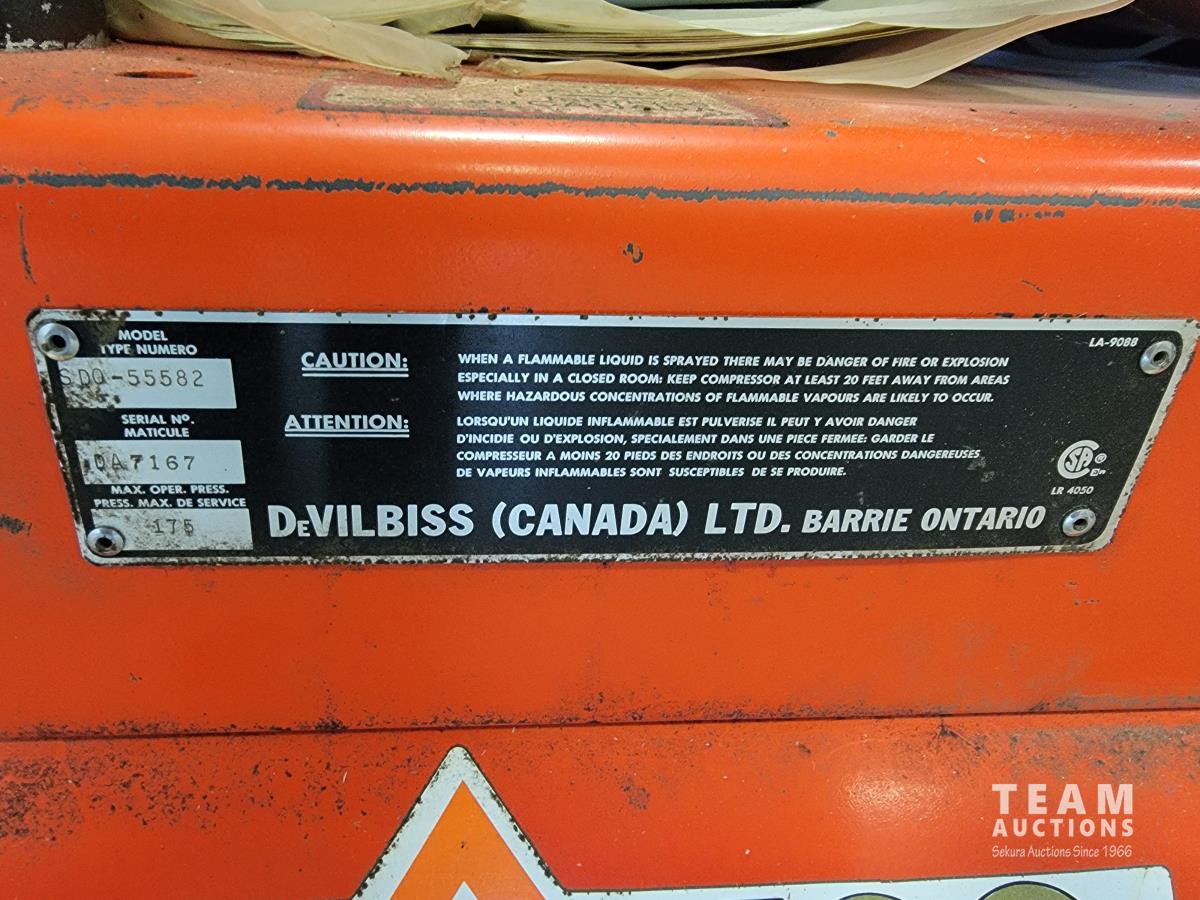 MODEL
TYPE NUMERO
SDQ-55582
SERIAL Nº.
MATICULE
DA7167
MAX. OPER. PRESS.
PRESS. MAX. DE SERVICE
175
CAUTION:
WHEN A FLAMMABLE LIQUID IS SPRAYED THERE MAY BE DANGER OF FIRE OR EXPLOSION
ESPECIALLY IN A CLOSED ROOM: KEEP COMPRESSOR AT LEAST 20 FEET AWAY FROM AREAS
WHERE HAZARDOUS CONCENTRATIONS OF FLAMMABLE VAPOURS ARE LIKELY TO OCCUR.
ATTENTION:
LORSQU'UN LIQUIDE INFLAMMABLE EST PULVERISE IL PEUT Y AVOIR DANGER
D'INCIDIE OU D'EXPLOSION, SPECIALEMENT DANS UNE PIECE FERMEE: GARDER LE
COMPRESSEUR A MOINS 20 PIEDS DES ENDROITS OU DES CONCENTRATIONS DANGEREUSES
DE VAPEURS INFLAMMABLES SONT SUSCEPTIBLES DE SE PRODUIRE.
LA-9088
SA ®
LR 4050
DEVILBISS (CANADA) LTD. BARRIE ONTARIO
TEAM
AUCTIONS
Sekura Auctions Since 1966